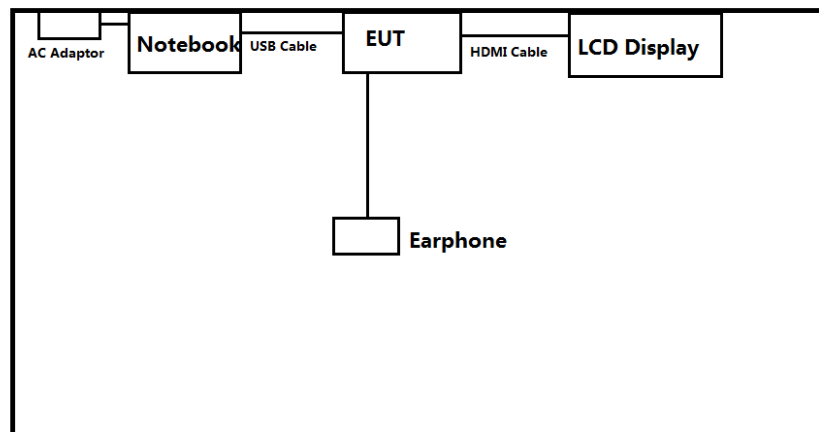 AC Adaptor
Notebook
USB Cable
EUT
HDMI Cable
LCD Display
Earphone